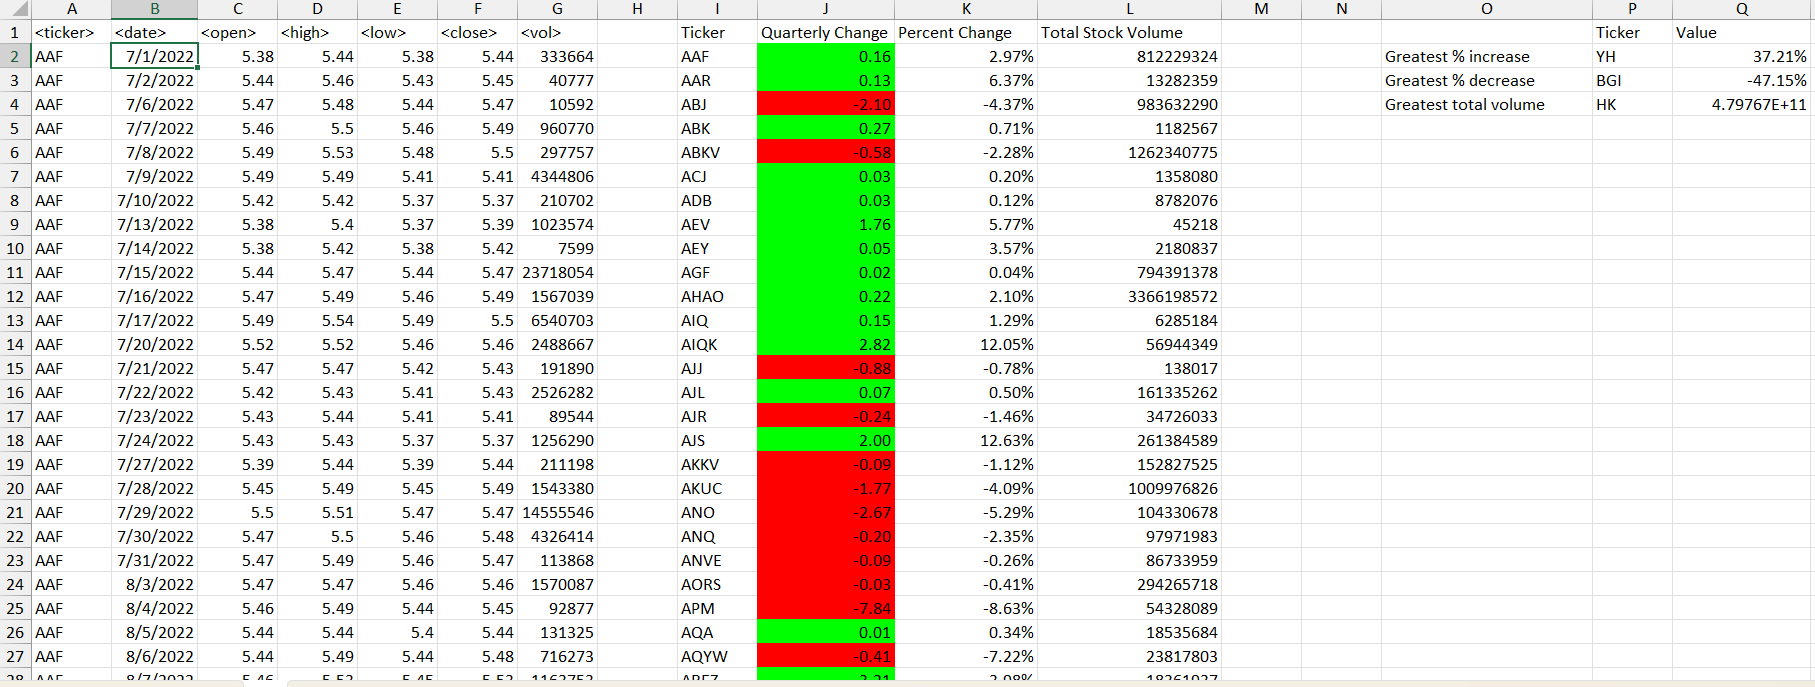 A B C D E F G H I J K L M N O P Q
1 <ticker> <date> <open> <high> <low> <close> <vol> Ticker Quarterly Change Percent Change Total Stock Volume Ticker Value
2 AAF 7/1/2022 5.38 5.44 5.38 5.44 333664 AAF 0.16 2.97% 812229324 Greatest % increase YH 37.21%
3 AAF 7/2/2022 5.44 5.46 5.43 5.45 40777 AAR 0.13 6.37% 13282359 Greatest % decrease BGI -47.15%
4 AAF 7/6/2022 5.47 5.48 5.44 5.47 10592 ABJ -2.10 -4.37% 983632290 Greatest total volume HK 4.79767E+11
5 AAF 7/7/2022 5.46 5.5 5.46 5.49 960770 ABK 0.27 0.71% 1182567
6 AAF 7/8/2022 5.49 5.53 5.48 5.5 297757 ABKV -0.58 -2.28% 1262340775
7 AAF 7/9/2022 5.49 5.49 5.41 5.41 4344806 ACJ 0.03 0.20% 1358080
8 AAF 7/10/2022 5.42 5.42 5.37 5.37 210702 ADB 0.03 0.12% 8782076
9 AAF 7/13/2022 5.38 5.4 5.37 5.39 1023574 AEV 1.76 5.77% 45218
10 AAF 7/14/2022 5.38 5.42 5.38 5.42 7599 AEY 0.05 3.57% 2180837
11 AAF 7/15/2022 5.44 5.47 5.44 5.47 23718054 AGF 0.02 0.04% 794391378
12 AAF 7/16/2022 5.47 5.49 5.46 5.49 1567039 AHAO 0.22 2.10% 3366198572
13 AAF 7/17/2022 5.49 5.54 5.49 5.5 6540703 AIQ 0.15 1.29% 6285184
14 AAF 7/20/2022 5.52 5.52 5.46 5.46 2488667 AIQK 2.82 12.05% 56944349
15 AAF 7/21/2022 5.47 5.47 5.42 5.43 191890 AJJ -0.88 -0.78% 138017
16 AAF 7/22/2022 5.42 5.43 5.41 5.43 2526282 AJL 0.07 0.50% 161335262
17 AAF 7/23/2022 5.43 5.44 5.41 5.41 89544 AJR -0.24 -1.46% 34726033
18 AAF 7/24/2022 5.43 5.43 5.37 5.37 1256290 AJS 2.00 12.63% 261384589
19 AAF 7/27/2022 5.39 5.44 5.39 5.44 211198 AKKV -0.09 -1.12% 152827525
20 AAF 7/28/2022 5.45 5.49 5.45 5.49 1543380 AKUC -1.77 -4.09% 1009976826
21 AAF 7/29/2022 5.5 5.51 5.47 5.47 14555546 ANO -2.67 -5.29% 104330678
22 AAF 7/30/2022 5.47 5.5 5.46 5.48 4326414 ANQ -0.20 -2.35% 97971983
23 AAF 7/31/2022 5.47 5.49 5.46 5.47 113868 ANVE -0.09 -0.26% 86733959
24 AAF 8/3/2022 5.47 5.47 5.46 5.46 1570087 AORS -0.03 -0.41% 294265718
25 AAF 8/4/2022 5.46 5.49 5.44 5.45 92877 APM -7.84 -8.63% 54328089
26 AAF 8/5/2022 5.44 5.44 5.4 5.44 131325 AQA 0.01 0.34% 18535684
27 AAF 8/6/2022 5.44 5.49 5.44 5.48 716273 AQYW -0.41 -7.22% 23817803
28 AAF 8/7/2022